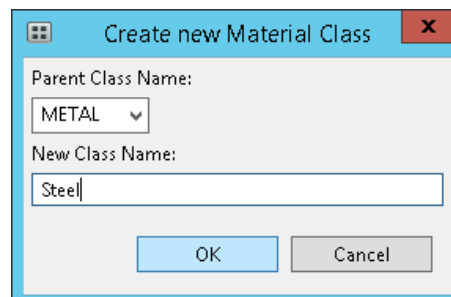 Create new Material Class
x
Parent Class Name:
METAL
New Class Name:
Steel
OK Cancel